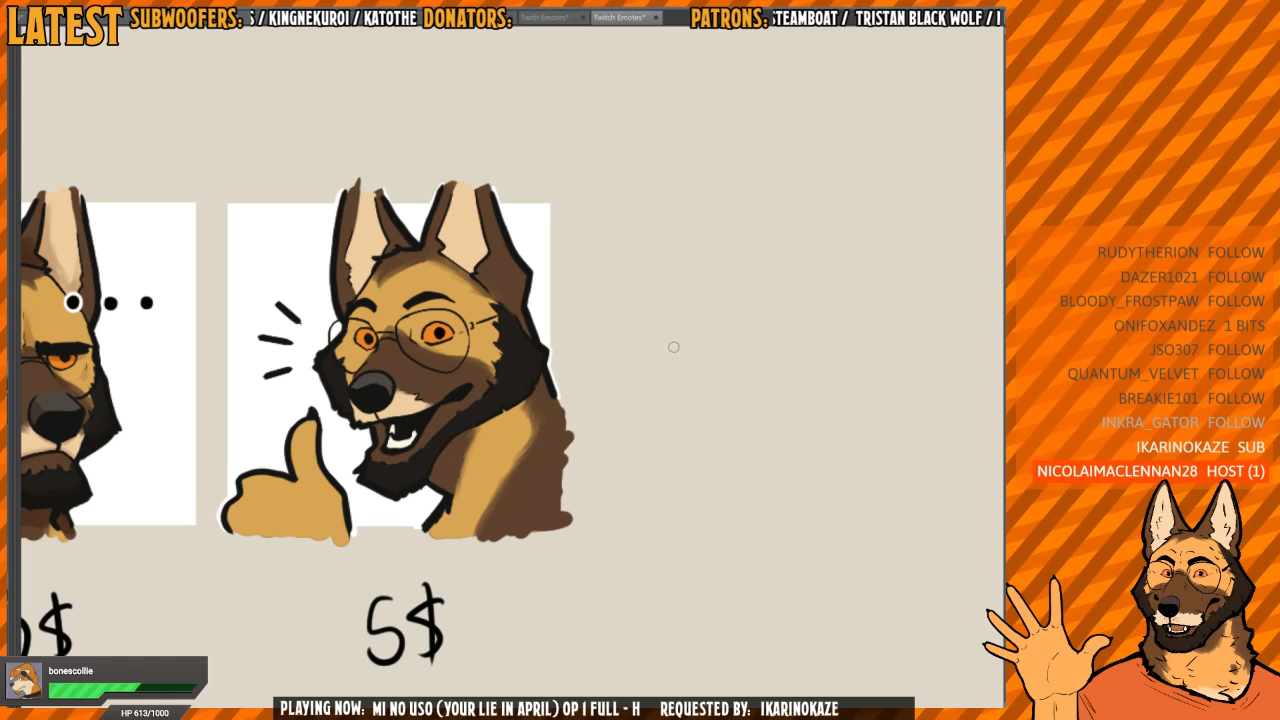 LATEST
SUBWOOFERS:
/ KINGNEKUROI / KATOTHE
DONATORS:
Twith Emotes*
Twitch Emotes*
PATRONS:
TEAMBOAT / TRISTAN BLACK WOLF /
RUDYTHERION FOLLOW
DAZER1021 FOLLOW
BLOODY_FROSTPAW FOLLOW
ONIFOXANDEZ 1 BITS
JSO307 FOLLOW
QUANTUM_VELVET FOLLOW
BREAKIE101 FOLLOW
INKRA_GATOR FOLLOW
IKARINOKAZE SUB
NICOLAIMACLENNAN28 HOST (1)
$
5$
bonescollie
HP 613/1000
PLAYING NOW: MI NO USO (YOUR LIE IN APRIL) OP 1 FULL - H
REQUESTED BY: IKARINOKAZE